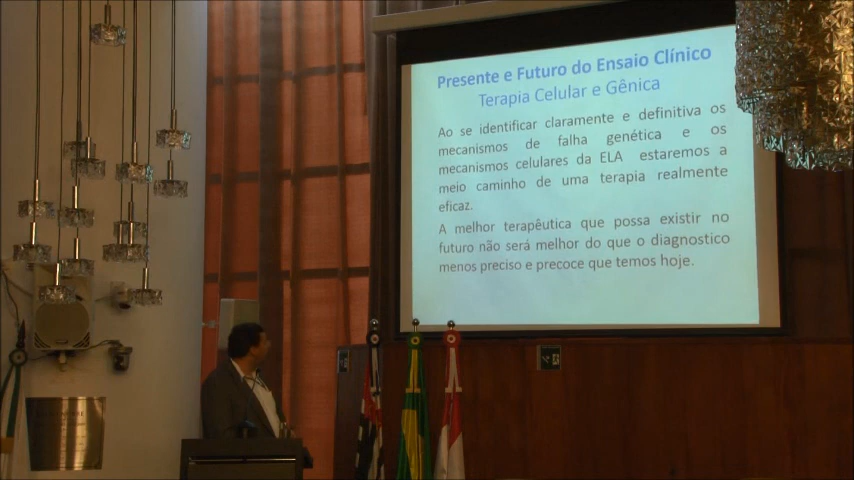 Presente e Futuro do Ensaio Clínico
Terapia Celular e Gênica
Ao se identificar claramente e definitiva os
mecanismos de falha genética e os
mecanismos celulares da ELA estaremos a
meio caminho de uma terapia realmente
eficaz.
A melhor terapêutica que possa existir no
futuro não será melhor do que o diagnostico
menos preciso e precoce que temos hoje.